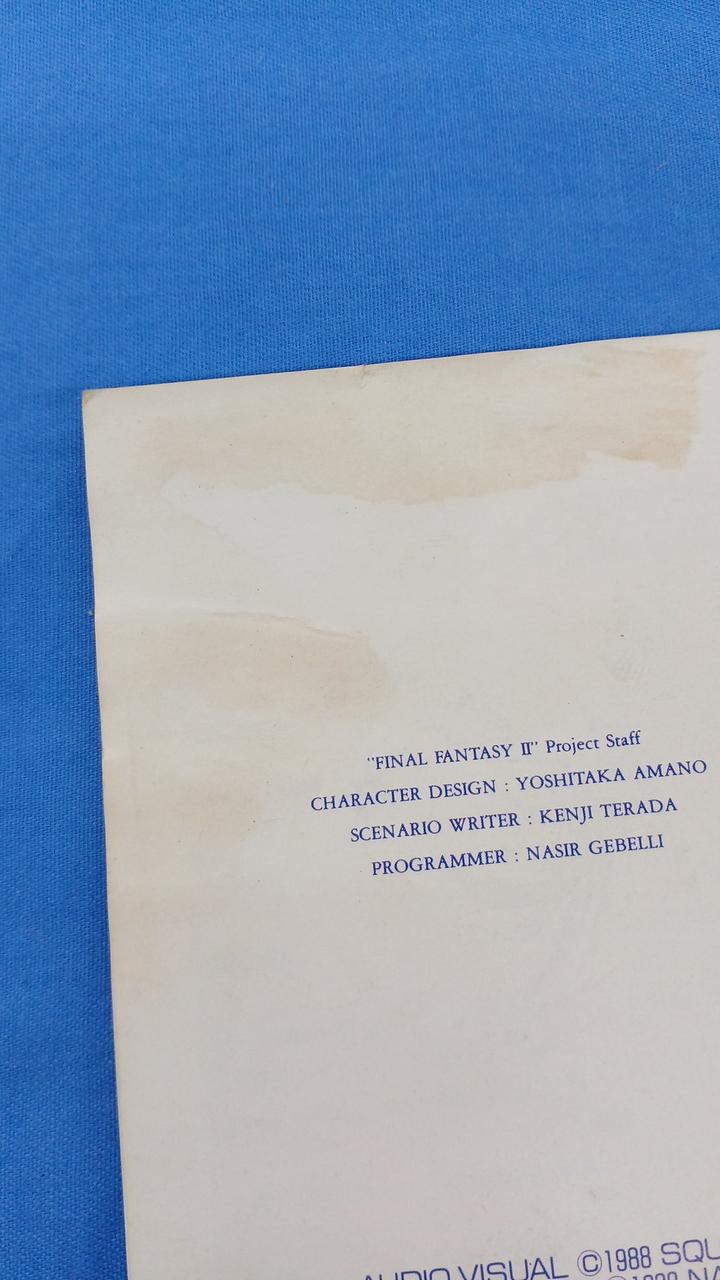 "FINAL FANTASY II" Project Staff
CHARACTER DESIGN : YOSHITAKA AMANO
SCENARIO WRITER : KENJI TERADA
PROGRAMMER : NASIR GEBELLI
AUDIO VISUAL ©1988